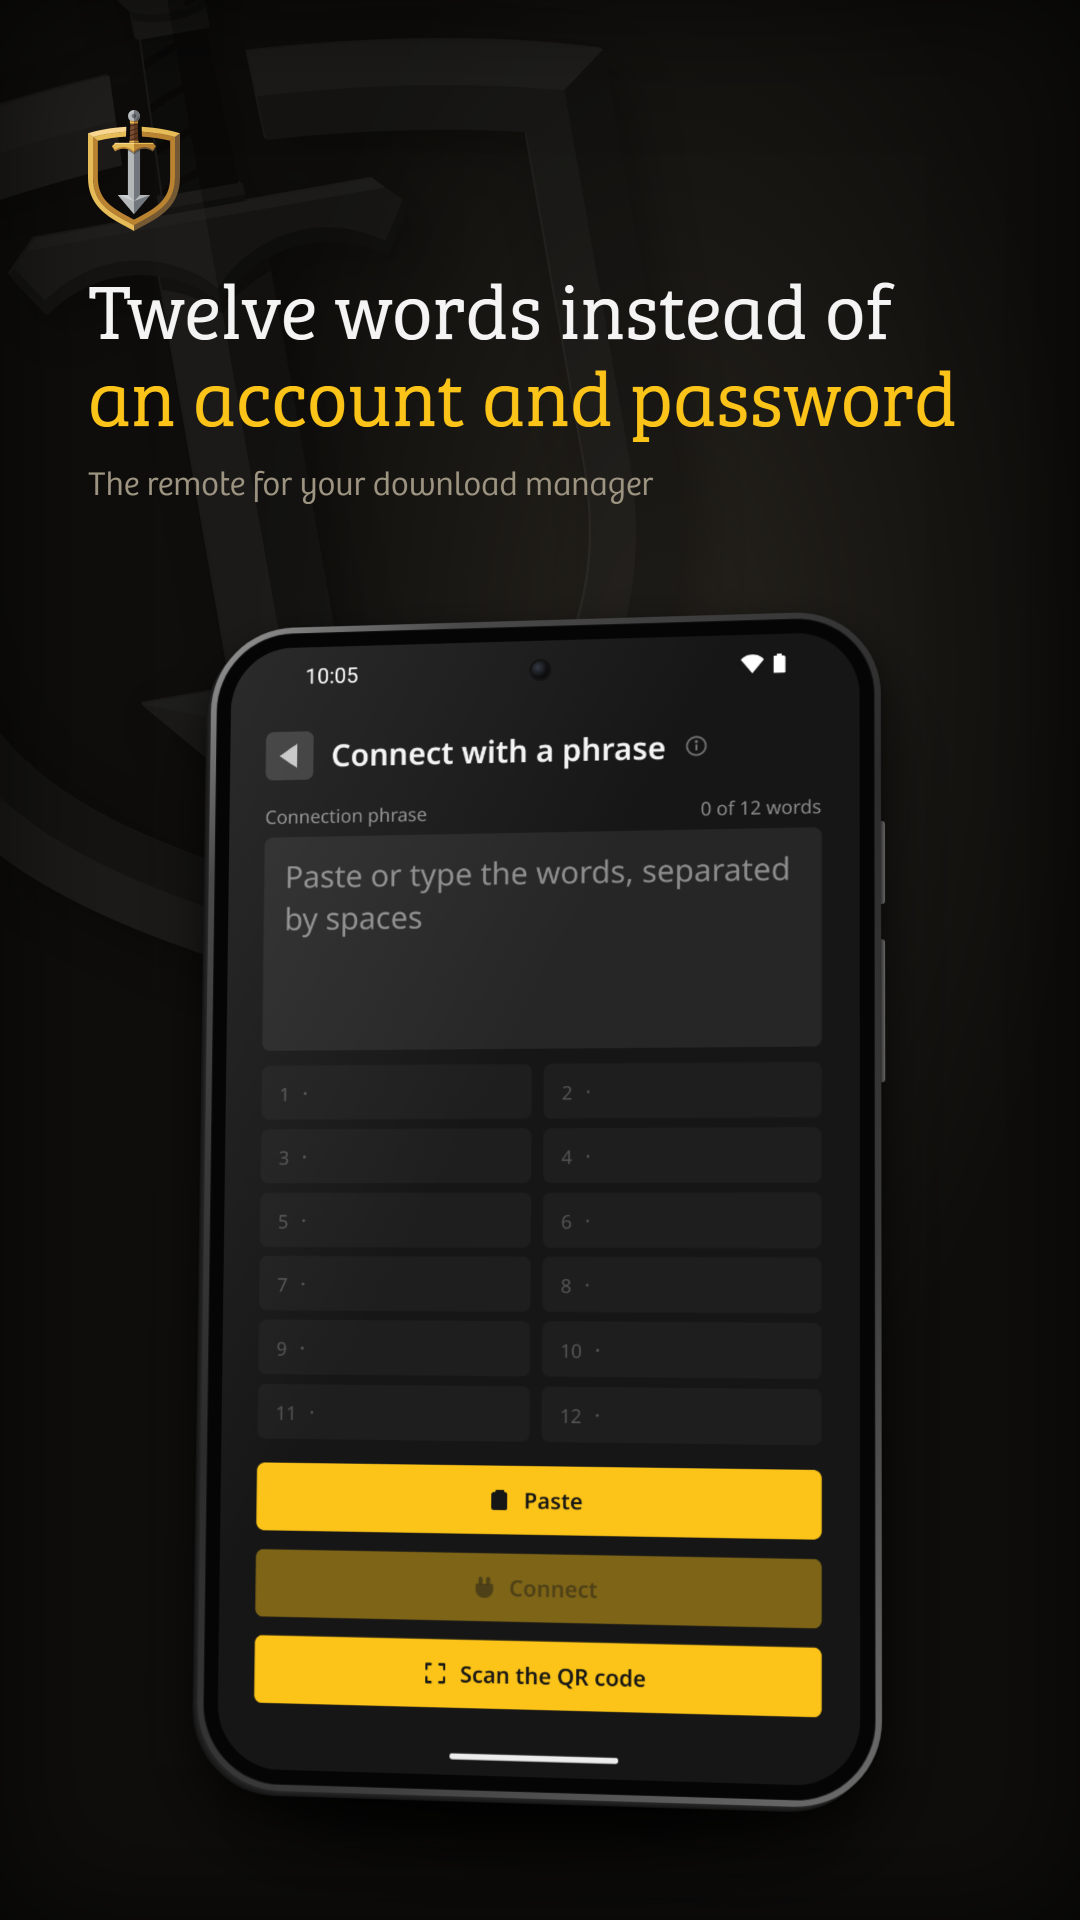 Twelve words instead of
an account and password
The remote for your download manager
10:05
Connect with a phrase
Connection phrase
0 of 12 words
Paste or type the words, separated
by spaces
1 ·
2 ·
3 ·
4 ·
5 ·
6 ·
7 ·
8 ·
9 ·
10 ·
11 ·
12 ·
Paste
Connect
Scan the QR code